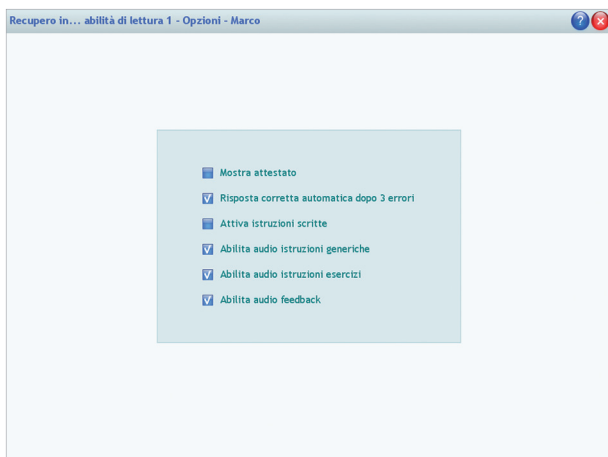 Recupero in... abilità di lettura 1 - Opzioni - Marco
?
Mostra attestato
Risposta corretta automatica dopo 3 errori
Attiva istruzioni scritte
Abilita audio istruzioni generiche
Abilita audio istruzioni esercizi
Abilita audio feedback